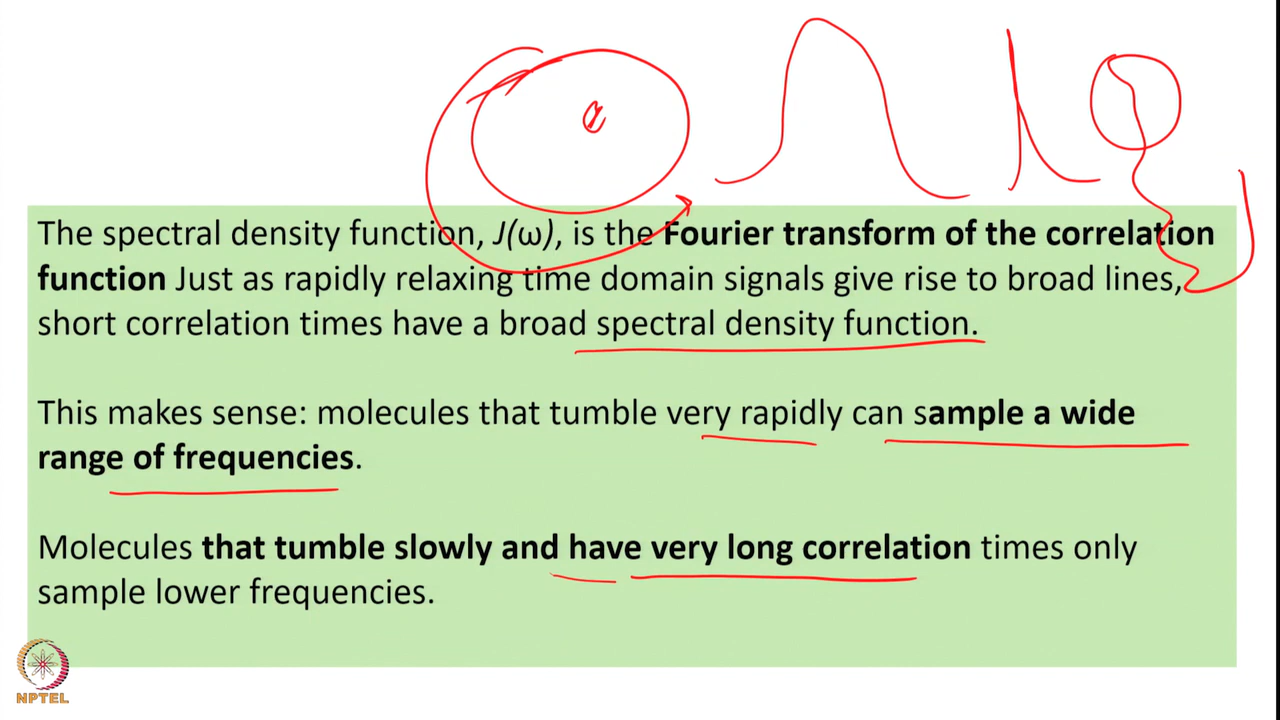 The spectral density function, J(ω), is the Fourier transform of the correlation
function Just as rapidly relaxing time domain signals give rise to broad lines,
short correlation times have a broad spectral density function.
This makes sense: molecules that tumble very rapidly can sample a wide
range of frequencies.
Molecules that tumble slowly and have very long correlation times only
sample lower frequencies.
NPTEL